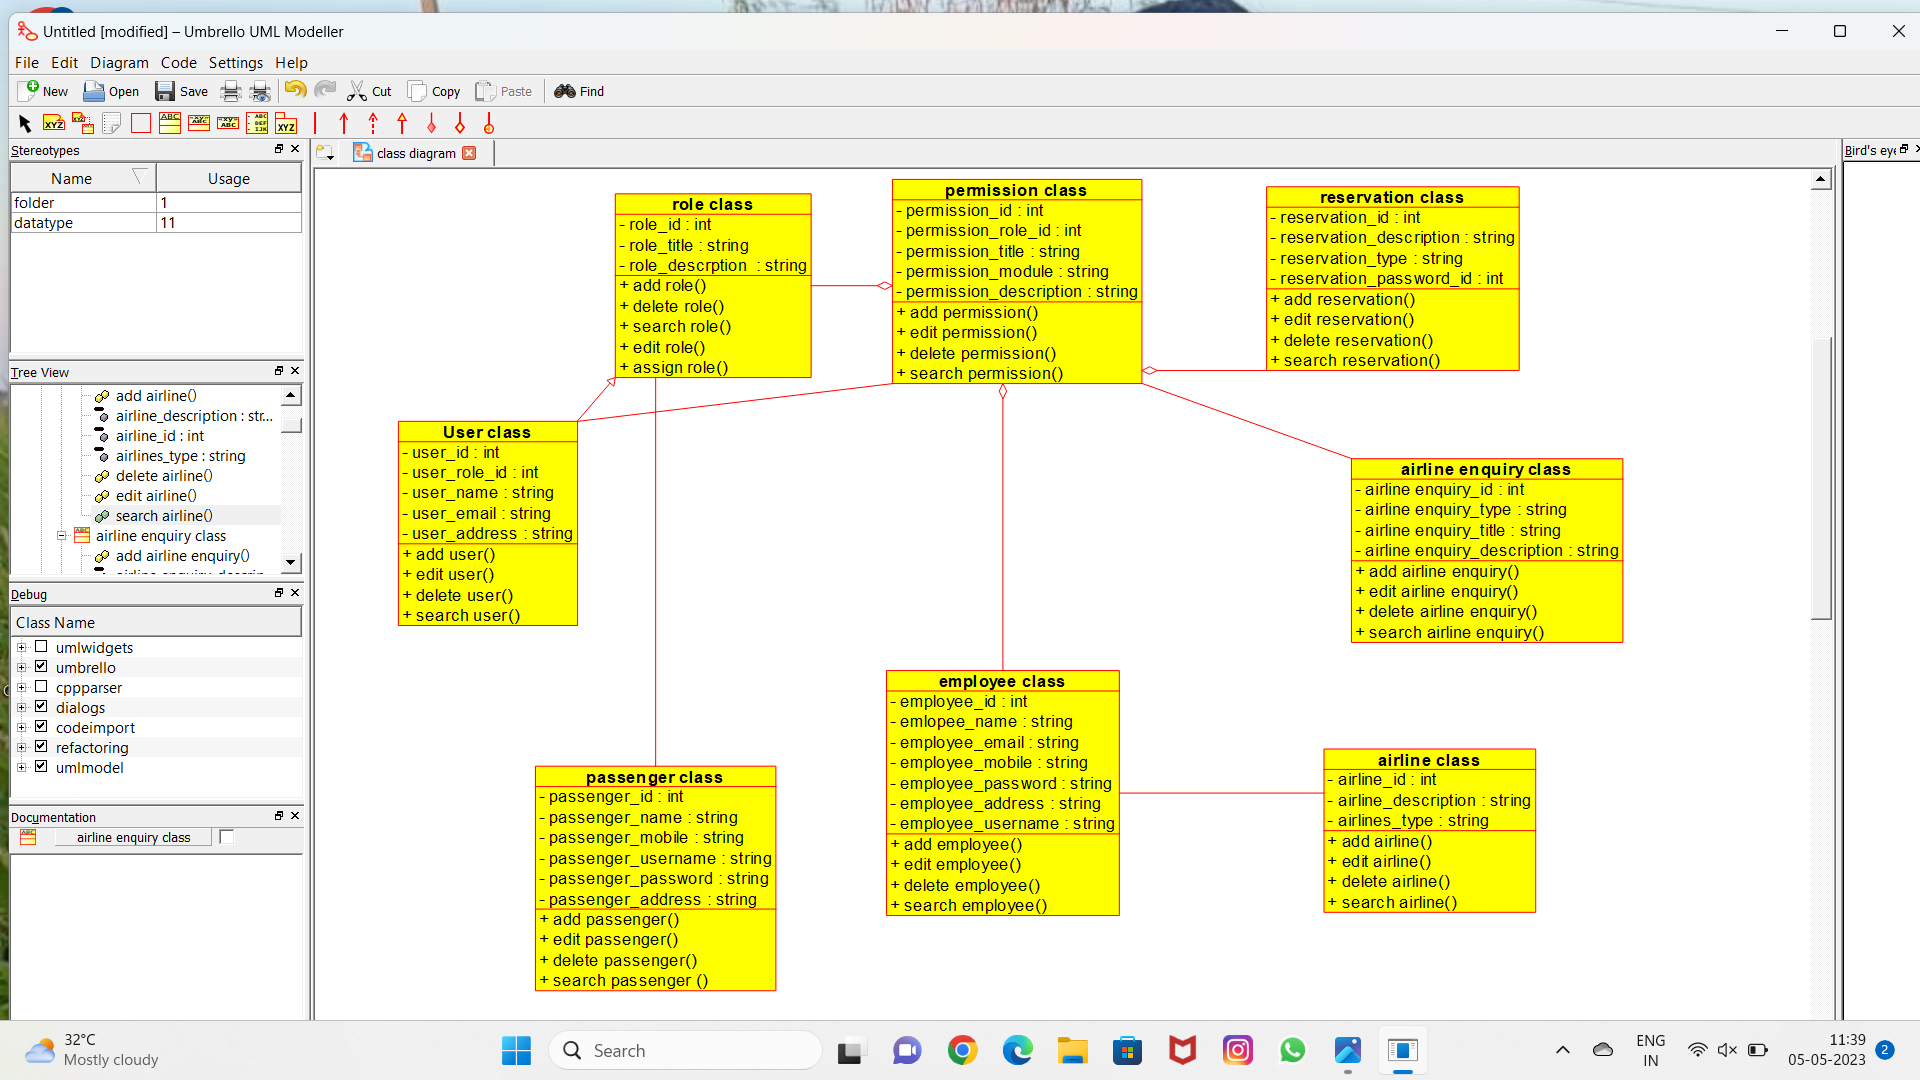 Untitled [modified] – Umbrello UML Modeller
File Edit Diagram Code Settings Help
New Open Save Cut Copy Paste Find
Stereotypes
Name Usage
folder 1
datatype 11
Tree View
add airline()
airline_description : str...
airline_id : int
airlines_type : string
delete airline()
edit airline()
search airline()
airline enquiry class
add airline enquiry()
Debug
Class Name
umlwidgets
umbrello
cppparser
dialogs
codeimport
refactoring
umlmodel
Documentation
airline enquiry class
class diagram
Bird's eye
role class
- role_id : int
- role_title : string
- role_descrption : string
+ add role()
+ delete role()
+ search role()
+ edit role()
+ assign role()
permission class
- permission_id : int
- permission_role_id : int
- permission_title : string
- permission_module : string
- permission_description : string
+ add permission()
+ edit permission()
+ delete permission()
+ search permission()
reservation class
- reservation_id : int
- reservation_description : string
- reservation_type : string
- reservation_password_id : int
+ add reservation()
+ edit reservation()
+ delete reservation()
+ search reservation()
User class
- user_id : int
- user_role_id : int
- user_name : string
- user_email : string
- user_address : string
+ add user()
+ edit user()
+ delete user()
+ search user()
airline enquiry class
- airline enquiry_id : int
- airline enquiry_type : string
- airline enquiry_title : string
- airline enquiry_description : string
+ add airline enquiry()
+ edit airline enquiry()
+ delete airline enquiry()
+ search airline enquiry()
employee class
- employee_id : int
- emlopee_name : string
- employee_email : string
- employee_mobile : string
- employee_password : string
- employee_address : string
- employee_username : string
+ add employee()
+ edit employee()
+ delete employee()
+ search employee()
airline class
- airline_id : int
- airline_description : string
- airlines_type : string
+ add airline()
+ edit airline()
+ delete airline()
+ search airline()
passenger class
- passenger_id : int
- passenger_name : string
- passenger_mobile : string
- passenger_username : string
- passenger_password : string
- passenger_address : string
+ add passenger()
+ edit passenger()
+ delete passenger()
+ search passenger ()
32°C
Mostly cloudy
Search
ENG
IN
11:39
05-05-2023
2